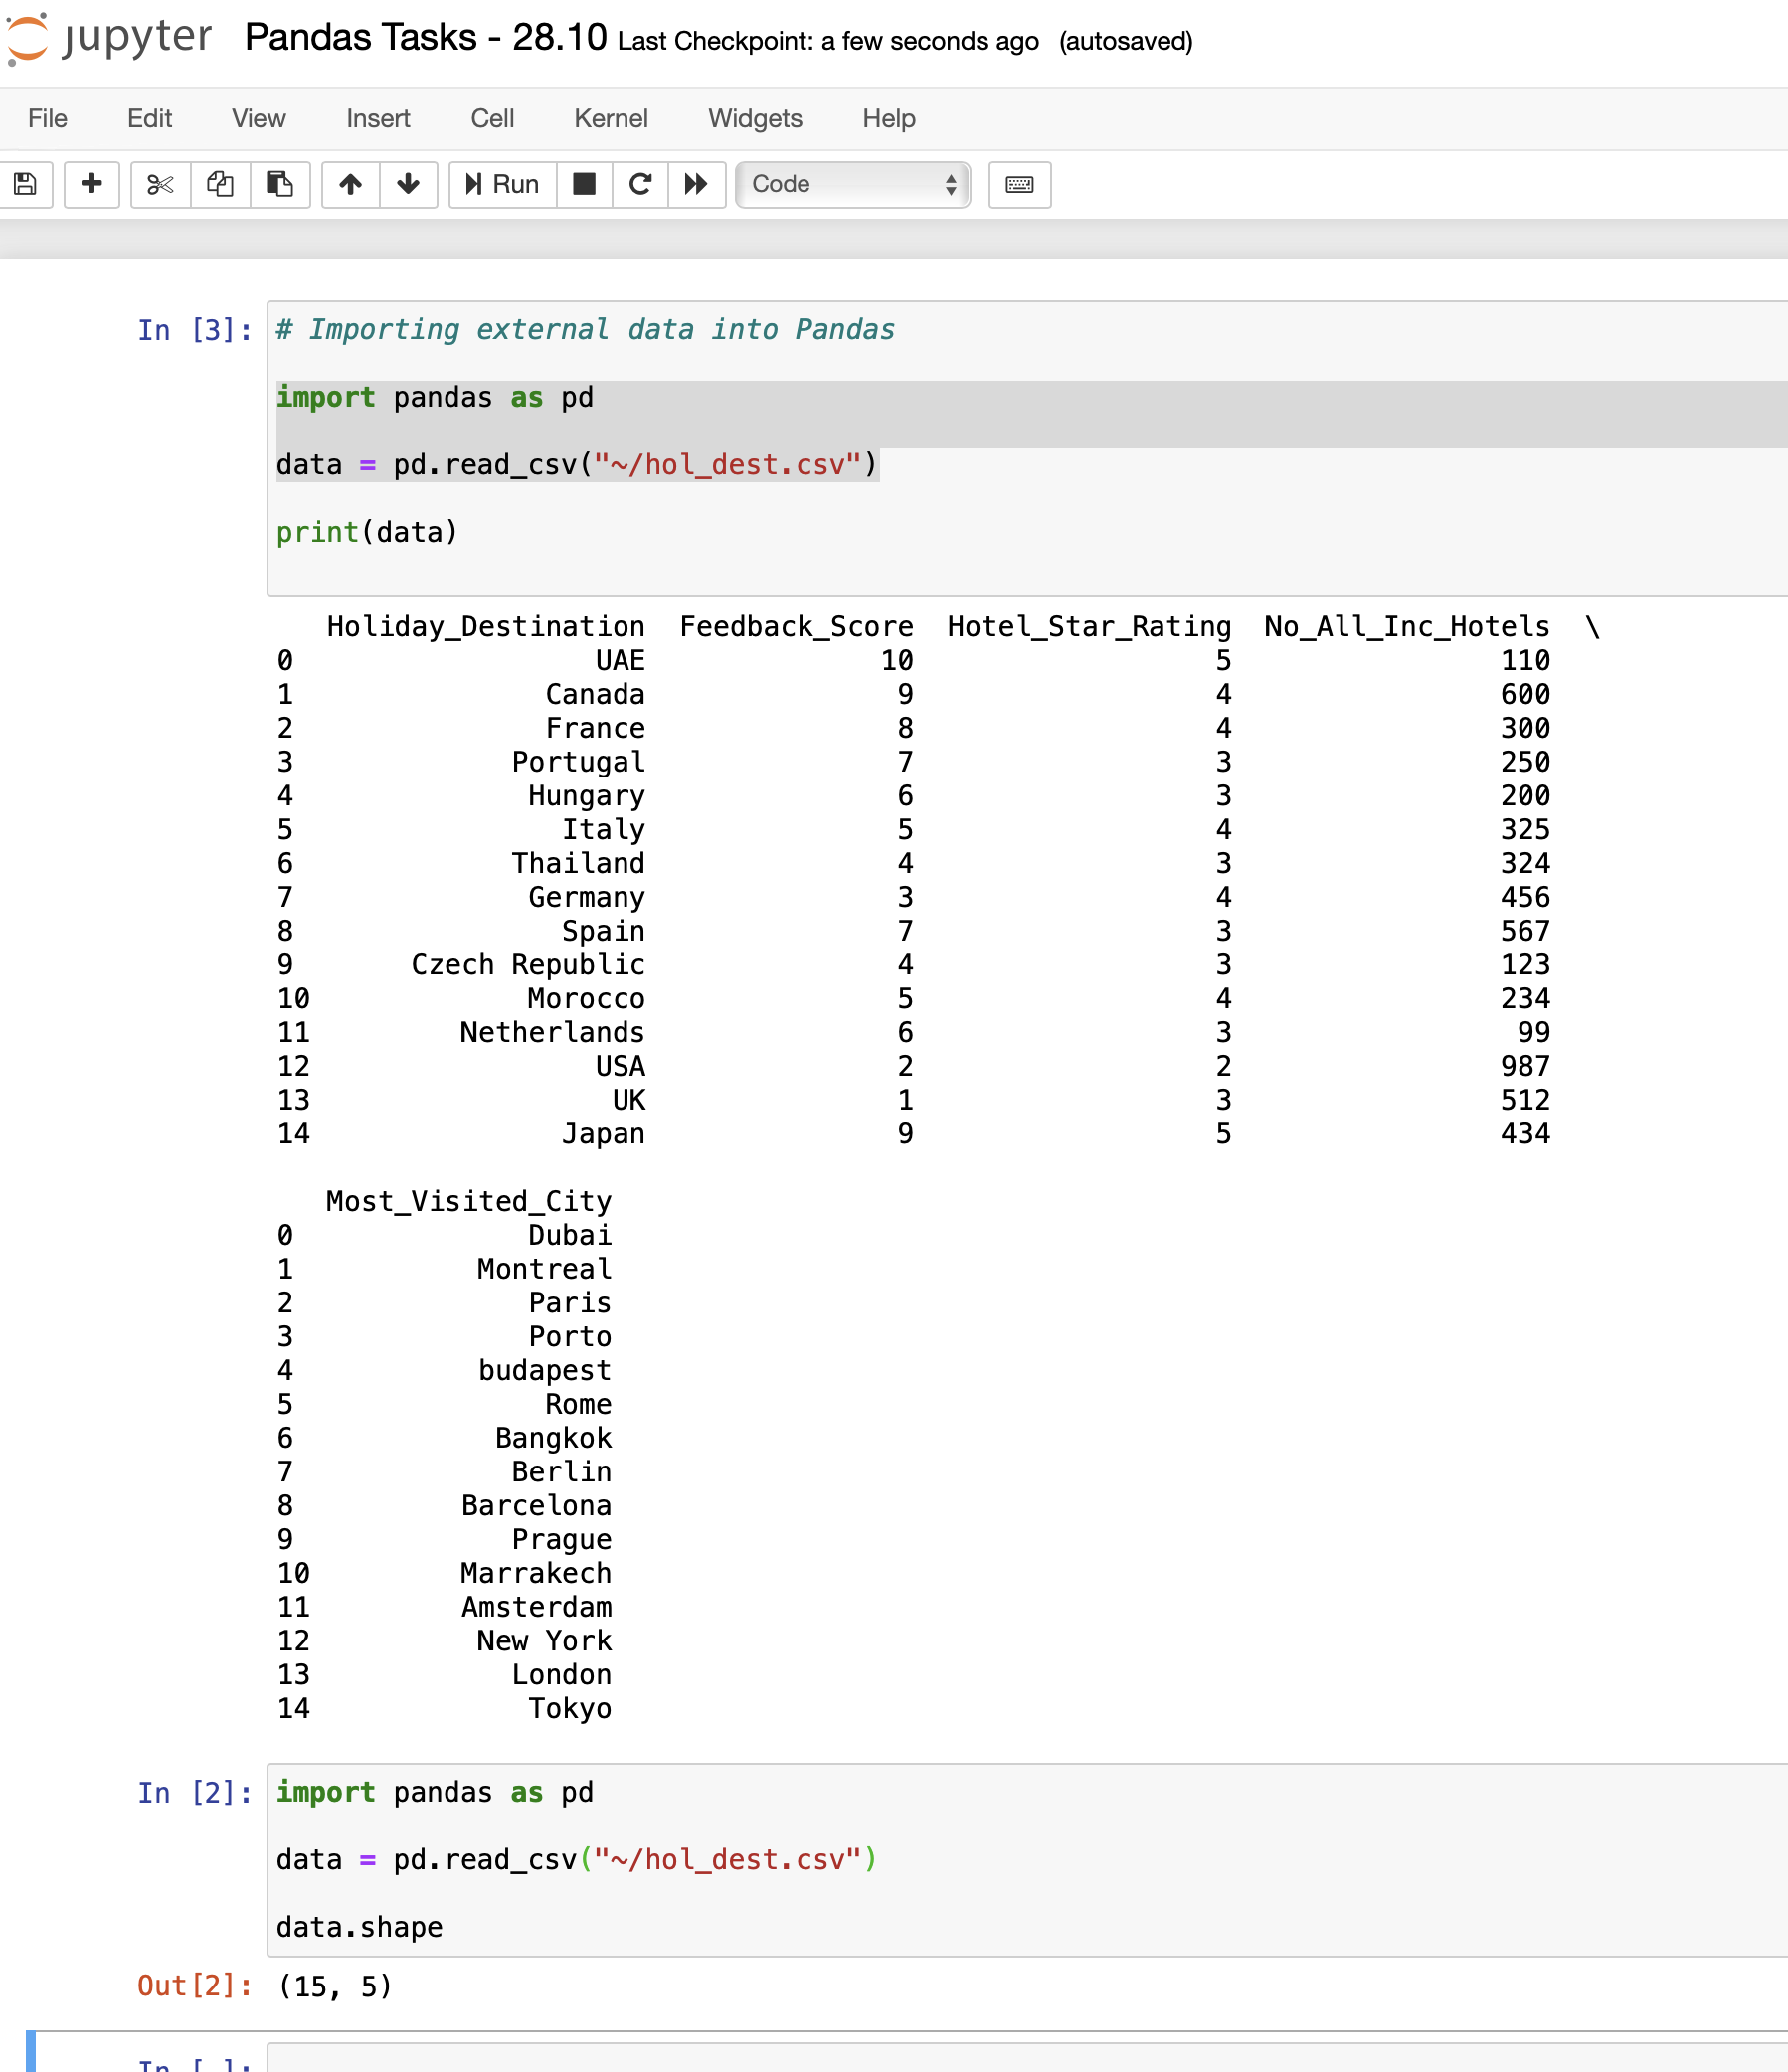 jupyter Pandas Tasks - 28.10 Last Checkpoint: a few seconds ago (autosaved)
File Edit View Insert Cell Kernel Widgets Help
Run Code
In [3]: # Importing external data into Pandas
import pandas as pd
data = pd.read_csv("~/hol_dest.csv")
print(data)
Holiday_Destination Feedback_Score Hotel_Star_Rating No_All_Inc_Hotels \
0 UAE 10 5 110
1 Canada 9 4 600
2 France 8 4 300
3 Portugal 7 3 250
4 Hungary 6 3 200
5 Italy 5 4 325
6 Thailand 4 3 324
7 Germany 3 4 456
8 Spain 7 3 567
9 Czech Republic 4 3 123
10 Morocco 5 4 234
11 Netherlands 6 3 99
12 USA 2 2 987
13 UK 1 3 512
14 Japan 9 5 434
Most_Visited_City
0 Dubai
1 Montreal
2 Paris
3 Porto
4 budapest
5 Rome
6 Bangkok
7 Berlin
8 Barcelona
9 Prague
10 Marrakech
11 Amsterdam
12 New York
13 London
14 Tokyo
In [2]: import pandas as pd
data = pd.read_csv("~/hol_dest.csv")
data.shape
Out[2]: (15, 5)
In [ ]: